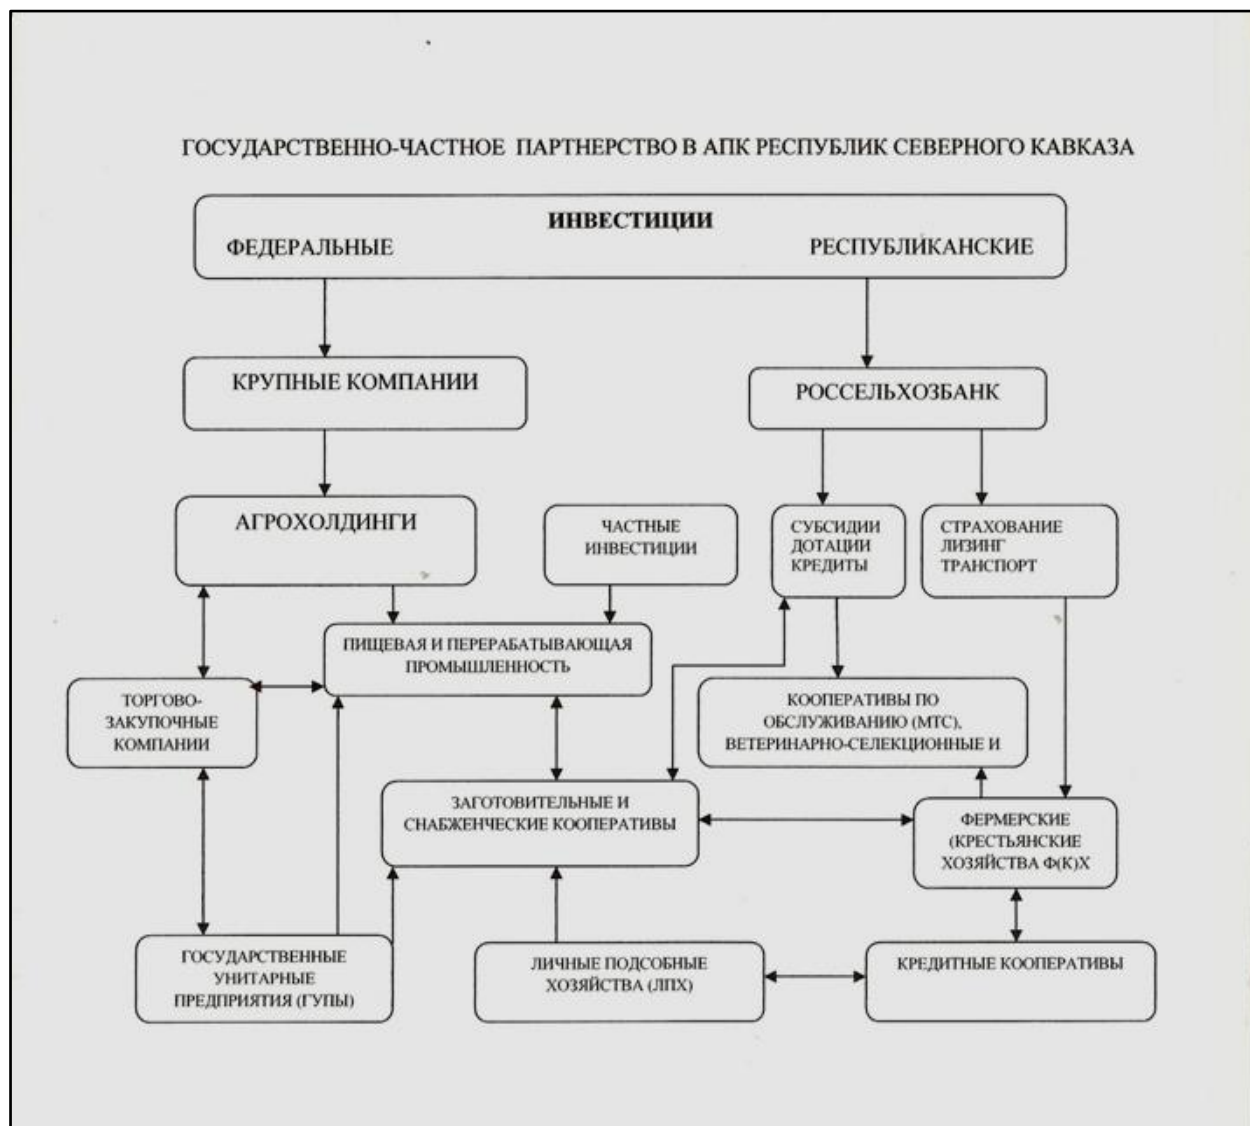 ГОСУДАРСТВЕННО-ЧАСТНОЕ ПАРТНЕРСТВО В АПК РЕСПУБЛИК СЕВЕРНОГО КАВКАЗА
ИНВЕСТИЦИИ
ФЕДЕРАЛЬНЫЕ РЕСПУБЛИКАНСКИЕ
КРУПНЫЕ КОМПАНИИ
РОССЕЛЬХОЗБАНК
АГРОХОЛДИНГИ
ЧАСТНЫЕ
ИНВЕСТИЦИИ
СУБСИДИИ
ДОТАЦИИ
КРЕДИТЫ
СТРАХОВАНИЕ
ЛИЗИНГ
ТРАНСПОРТ
ПИЩЕВАЯ И ПЕРЕРАБАТЫВАЮЩАЯ
ПРОМЫШЛЕННОСТЬ
ТОРГОВО-
ЗАКУПОЧНЫЕ
КОМПАНИИ
КООПЕРАТИВЫ ПО
ОБСЛУЖИВАНИЮ (МТС),
ВЕТЕРИНАРНО-СЕЛЕКЦИОННЫЕ И
ЗАГОТОВИТЕЛЬНЫЕ И
СНАБЖЕНЧЕСКИЕ КООПЕРАТИВЫ
ФЕРМЕРСКИЕ
(КРЕСТЬЯНСКИЕ
ХОЗЯЙСТВА Ф(К)Х
ГОСУДАРСТВЕННЫЕ
УНИТАРНЫЕ
ПРЕДПРИЯТИЯ (ГУПЫ)
ЛИЧНЫЕ ПОДСОБНЫЕ
ХОЗЯЙСТВА (ЛПХ)
КРЕДИТНЫЕ КООПЕРАТИВЫ